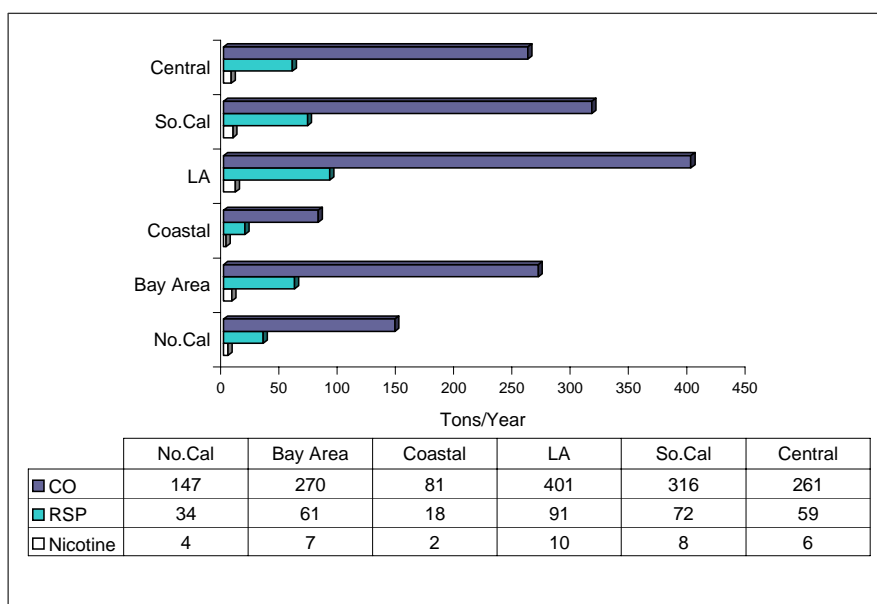 Central
So.Cal
LA
Coastal
Bay Area
No.Cal
0 50 100 150 200 250 300 350 400 450
Tons/Year
No.Cal Bay Area Coastal LA So.Cal Central
CO 147 270 81 401 316 261
RSP 34 61 18 91 72 59
Nicotine 4 7 2 10 8 6